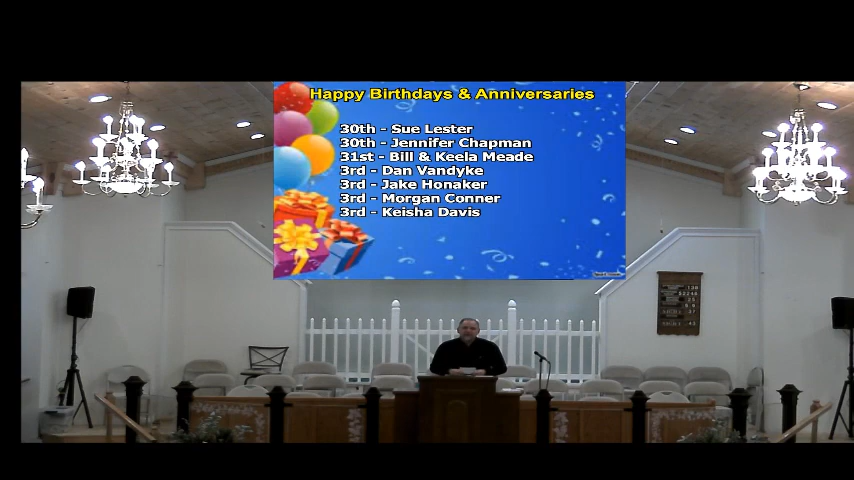 Happy Birthdays & Anniversaries
30th - Sue Lester
30th - Jennifer Chapman
31st - Bill & Keela Meade
3rd - Dan Vandyke
3rd - Jake Honaker
3rd - Morgan Conner
3rd - Keisha Davis